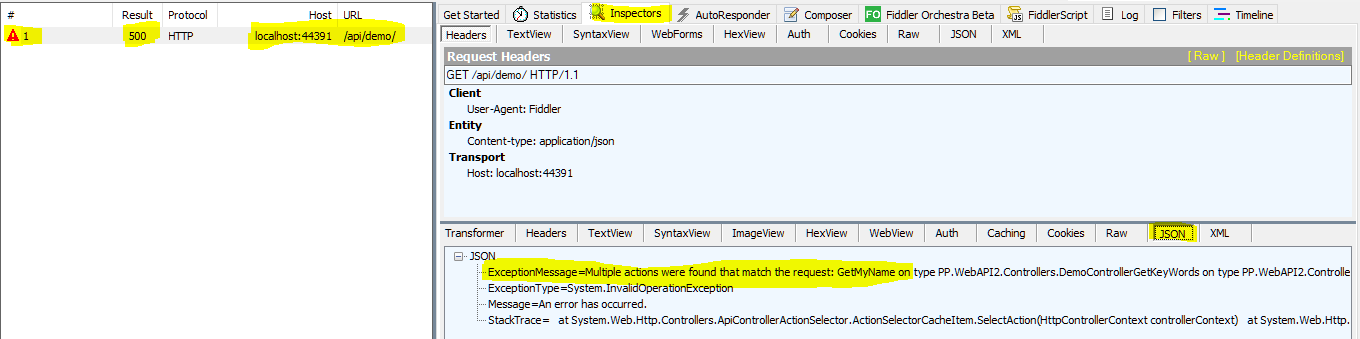 # Result Protocol Host URL
1 500 HTTP localhost:44391 /api/demo/
Get Started Statistics Inspectors AutoResponder Composer FO Fiddler Orchestra Beta JS FiddlerScript Log Filters Timeline
Headers TextView SyntaxView WebForms HexView Auth Cookies Raw JSON XML
Request Headers [ Raw ] [Header Definitions]
GET /api/demo/ HTTP/1.1
Client
User-Agent: Fiddler
Entity
Content-type: application/json
Transport
Host: localhost:44391
Transformer Headers TextView SyntaxView ImageView HexView WebView Auth Caching Cookies Raw JSON XML
JSON
ExceptionMessage=Multiple actions were found that match the request: GetMyName on type PP.WebAPI2.Controllers.DemoControllerGetKeyWords on type PP.WebAPI2.Controlle
ExceptionType=System.InvalidOperationException
Message=An error has occurred.
StackTrace= at System.Web.Http.Controllers.ApiControllerActionSelector.ActionSelectorCacheItem.SelectAction(HttpControllerContext controllerContext) at System.Web.Http.